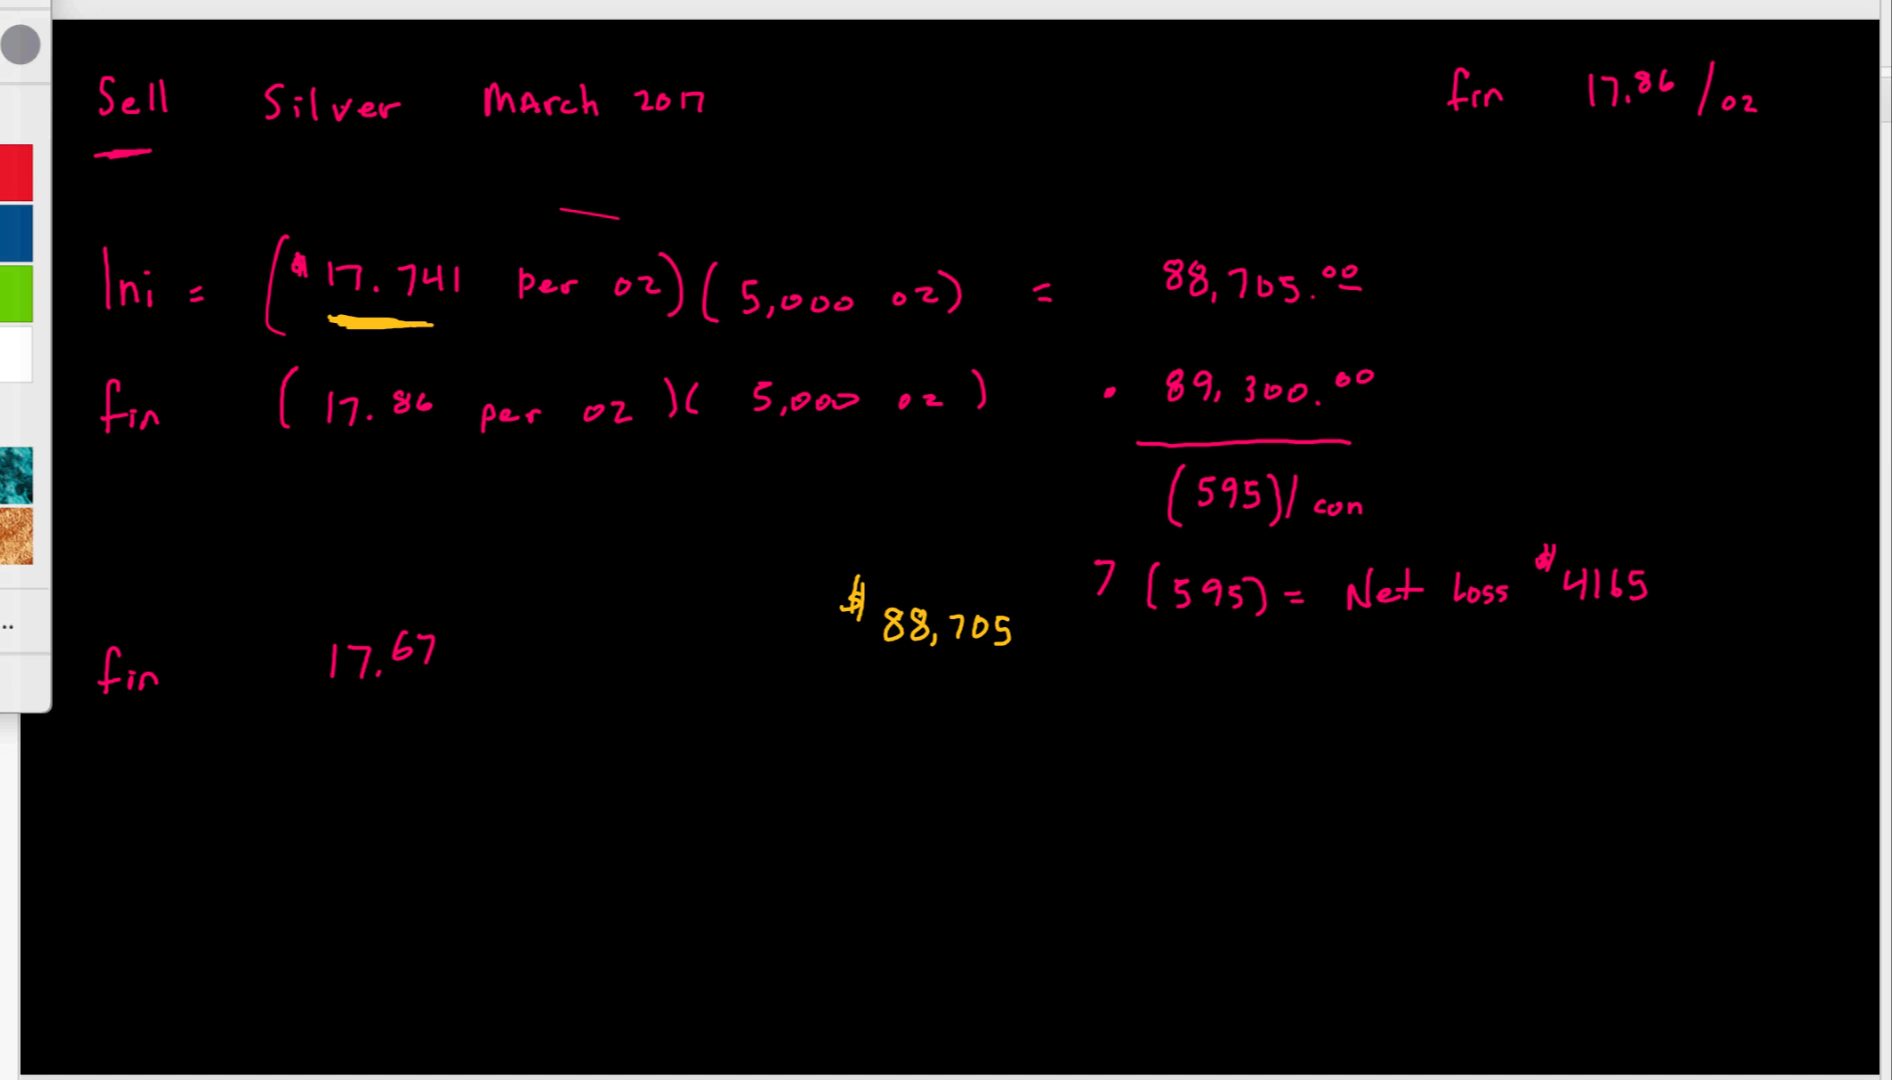 Sell Silver MArch 2017
fin 17.86 / oz
Ini = ($17.741 per oz)(5,000 oz) = 88,705.00
fin (17.86 per oz)(5,000 oz) • 89,300.00
(595)/con
7 (595) = Net loss $4165
$88,705
fin 17.67
..